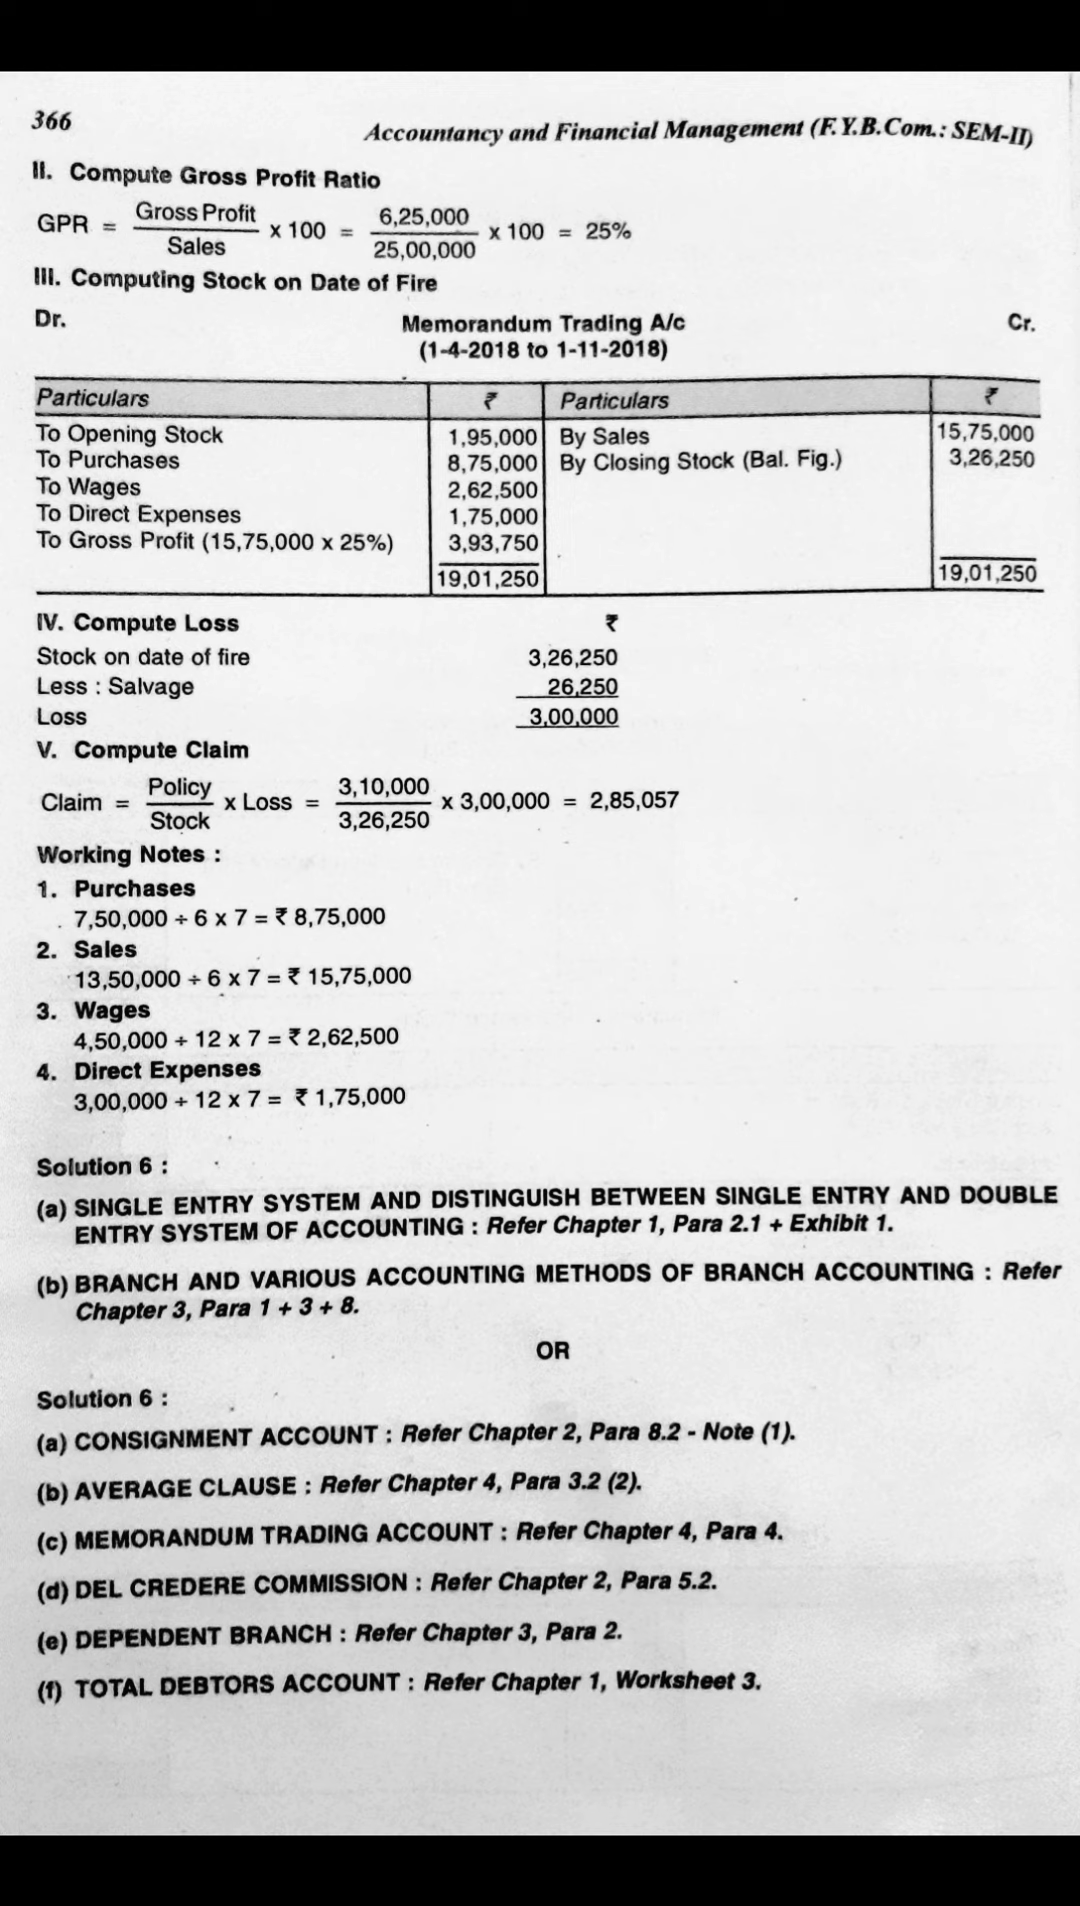 366
Accountancy and Financial Management (F.Y.B.Com.: SEM-II)
II. Compute Gross Profit Ratio
GPR = Gross Profit / Sales x 100 = 6,25,000 / 25,00,000 x 100 = 25%
III. Computing Stock on Date of Fire
Dr. Memorandum Trading A/c Cr.
(1-4-2018 to 1-11-2018)
Particulars ₹ Particulars ₹
To Opening Stock 1,95,000 By Sales 15,75,000
To Purchases 8,75,000 By Closing Stock (Bal. Fig.) 3,26,250
To Wages 2,62,500
To Direct Expenses 1,75,000
To Gross Profit (15,75,000 x 25%) 3,93,750
19,01,250 19,01,250
IV. Compute Loss ₹
Stock on date of fire 3,26,250
Less : Salvage 26,250
Loss 3,00,000
V. Compute Claim
Claim = Policy / Stock x Loss = 3,10,000 / 3,26,250 x 3,00,000 = 2,85,057
Working Notes :
1. Purchases
7,50,000 ÷ 6 x 7 = ₹ 8,75,000
2. Sales
13,50,000 ÷ 6 x 7 = ₹ 15,75,000
3. Wages
4,50,000 ÷ 12 x 7 = ₹ 2,62,500
4. Direct Expenses
3,00,000 ÷ 12 x 7 = ₹ 1,75,000
Solution 6 :
(a) SINGLE ENTRY SYSTEM AND DISTINGUISH BETWEEN SINGLE ENTRY AND DOUBLE
ENTRY SYSTEM OF ACCOUNTING : Refer Chapter 1, Para 2.1 + Exhibit 1.
(b) BRANCH AND VARIOUS ACCOUNTING METHODS OF BRANCH ACCOUNTING : Refer
Chapter 3, Para 1 + 3 + 8.
OR
Solution 6 :
(a) CONSIGNMENT ACCOUNT : Refer Chapter 2, Para 8.2 - Note (1).
(b) AVERAGE CLAUSE : Refer Chapter 4, Para 3.2 (2).
(c) MEMORANDUM TRADING ACCOUNT : Refer Chapter 4, Para 4.
(d) DEL CREDERE COMMISSION : Refer Chapter 2, Para 5.2.
(e) DEPENDENT BRANCH : Refer Chapter 3, Para 2.
(f) TOTAL DEBTORS ACCOUNT : Refer Chapter 1, Worksheet 3.